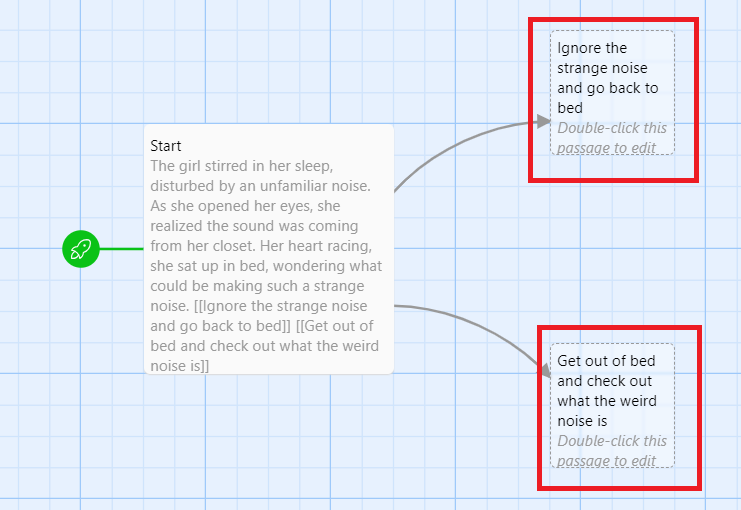 Start
The girl stirred in her sleep,
disturbed by an unfamiliar noise.
As she opened her eyes, she
realized the sound was coming
from her closet. Her heart racing,
she sat up in bed, wondering what
could be making such a strange
noise. [[Ignore the strange noise
and go back to bed]] [[Get out of
bed and check out what the weird
noise is]]
Ignore the
strange noise
and go back to
bed
Double-click this
passage to edit
Get out of bed
and check out
what the weird
noise is
Double-click this
passage to edit